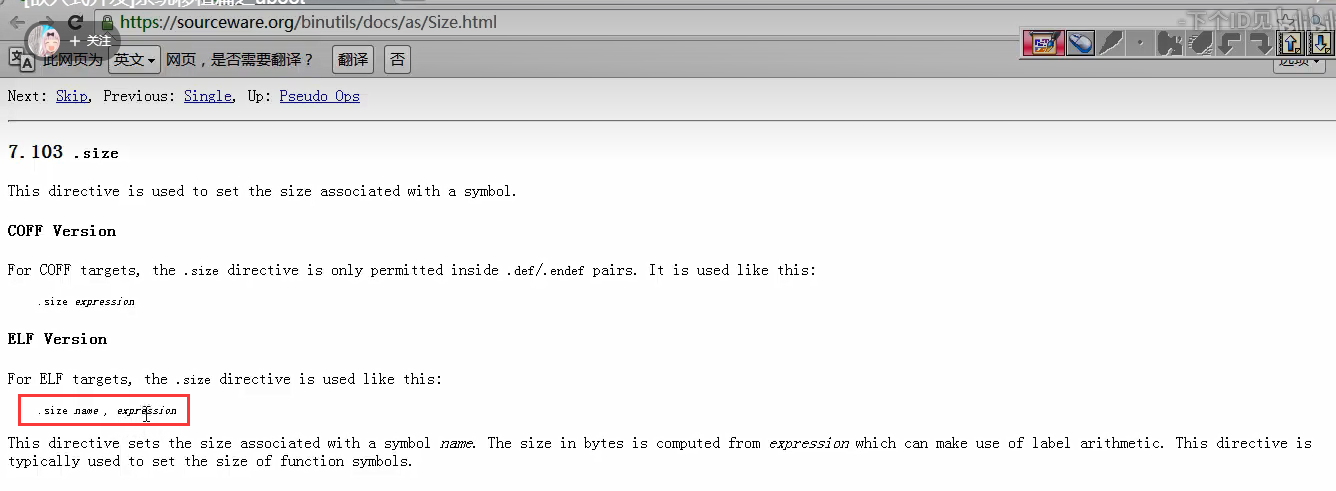 https://sourceware.org/binutils/docs/as/Size.html
+ 关注
此网页为 英文 网页，是否需要翻译？ 翻译 否
Next: Skip, Previous: Single, Up: Pseudo Ops
7.103 .size
This directive is used to set the size associated with a symbol.
COFF Version
For COFF targets, the .size directive is only permitted inside .def/.endef pairs. It is used like this:
.size expression
ELF Version
For ELF targets, the .size directive is used like this:
.size name , expression
This directive sets the size associated with a symbol name. The size in bytes is computed from expression which can make use of label arithmetic. This directive is
typically used to set the size of function symbols.